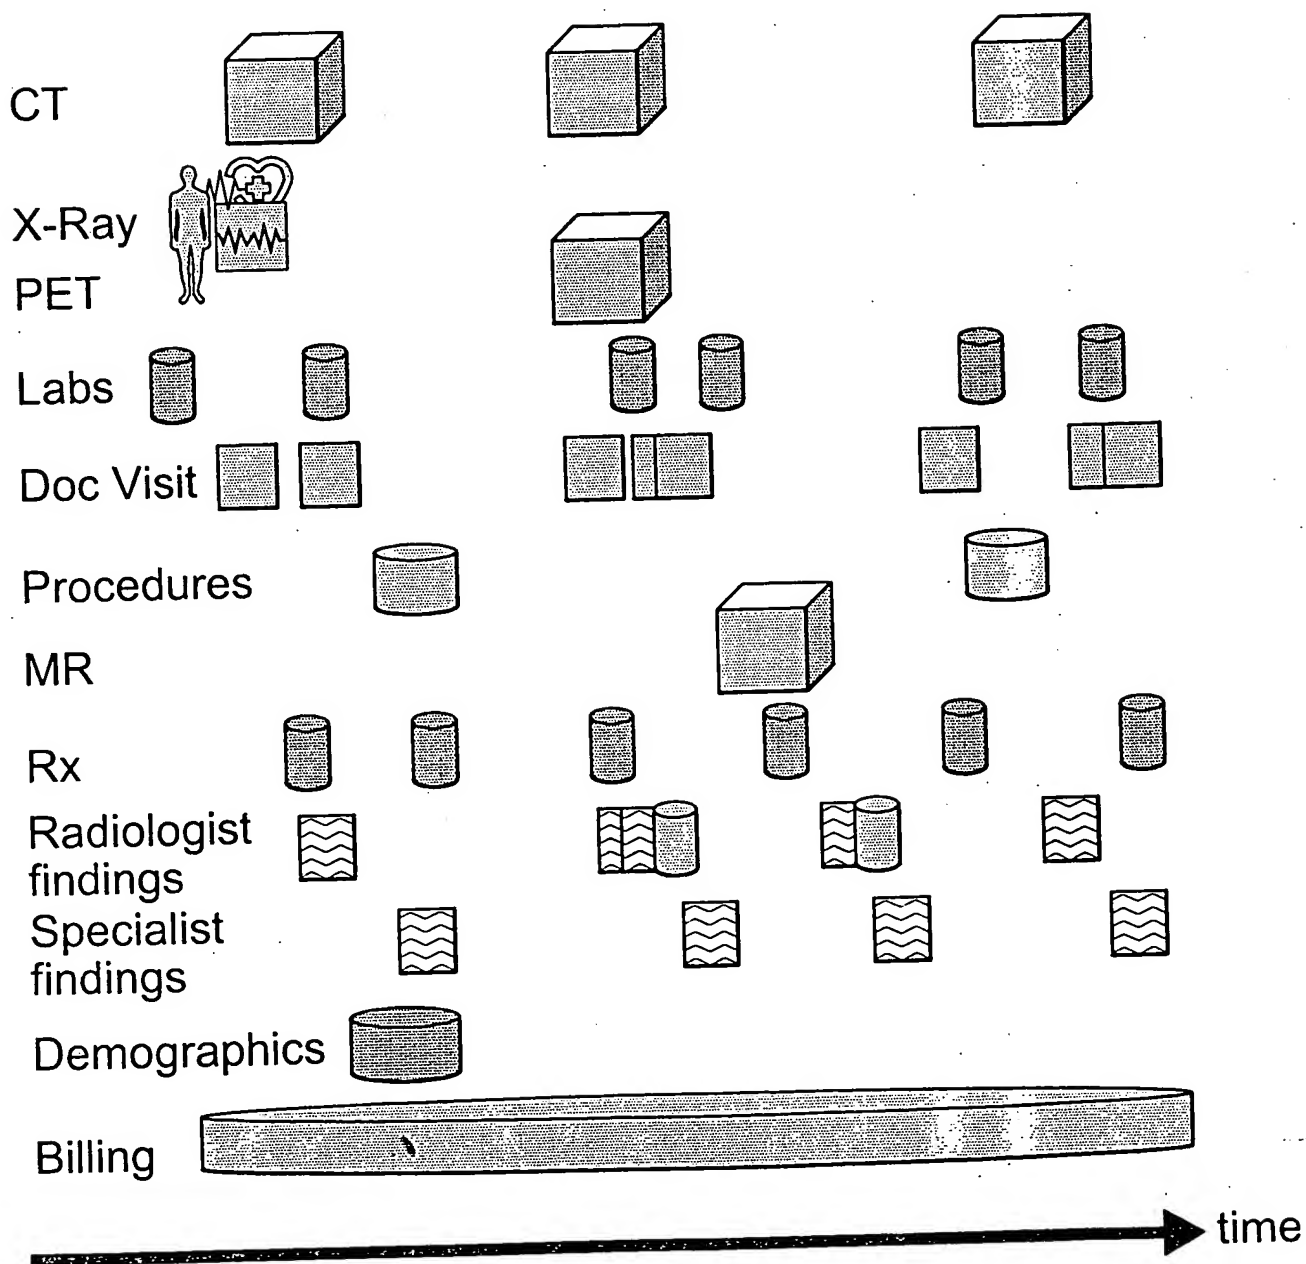 CT
X-Ray
PET
Labs
Doc Visit
Procedures
MR
Rx
Radiologist
findings
Specialist
findings
Demographics
Billing
time